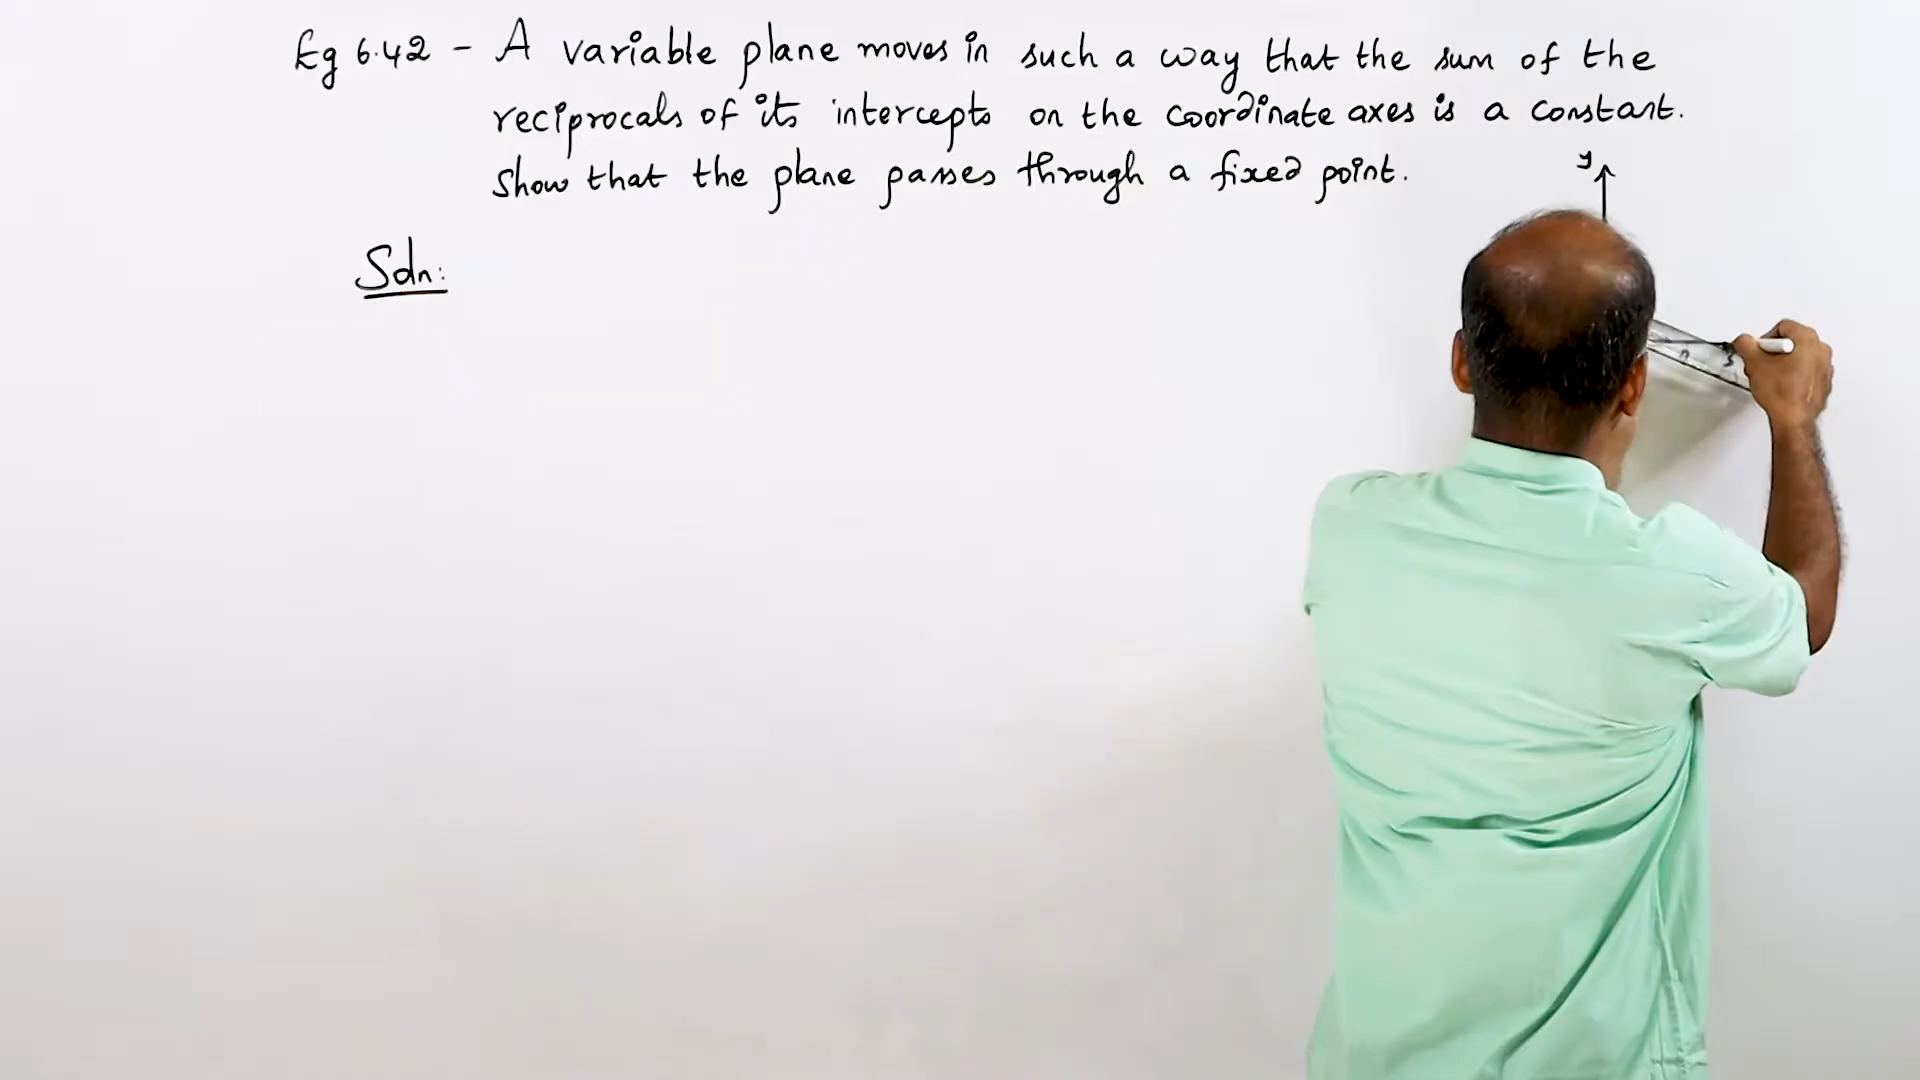 Eg 6.42 - A variable plane moves in such a way that the sum of the
reciprocals of its intercepts on the coordinate axes is a constant.
show that the plane passes through a fixed point.
y
Soln: